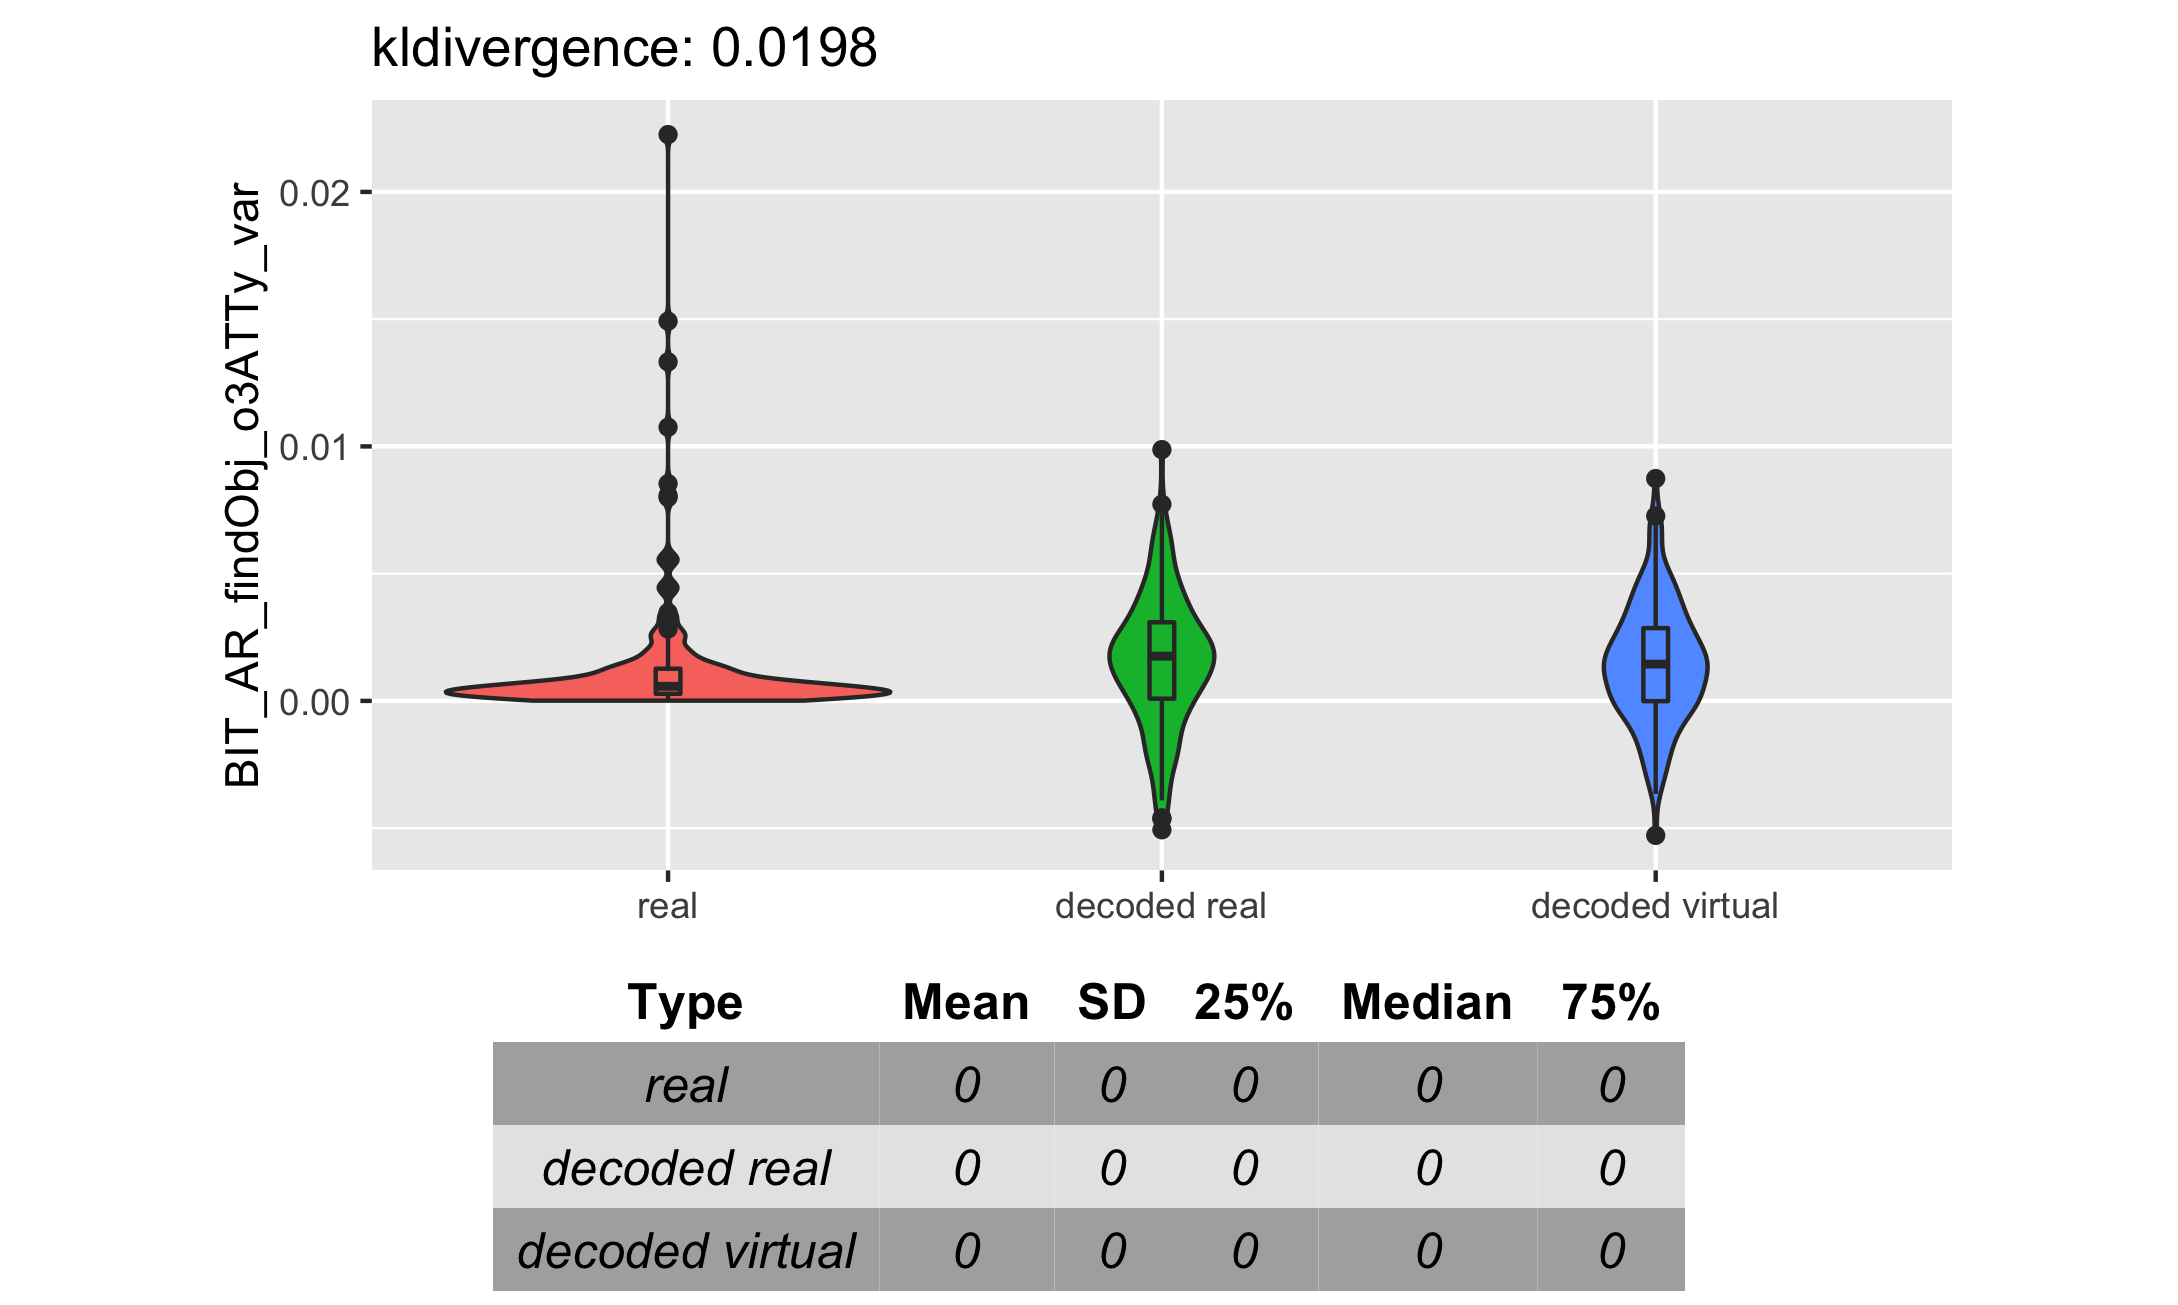 kldivergence: 0.0198
BIT_AR_findObj_o3ATTy_var
0.02
0.01
0.00
real decoded real decoded virtual
Type Mean SD 25% Median 75%
real 0 0 0 0 0
decoded real 0 0 0 0 0
decoded virtual 0 0 0 0 0